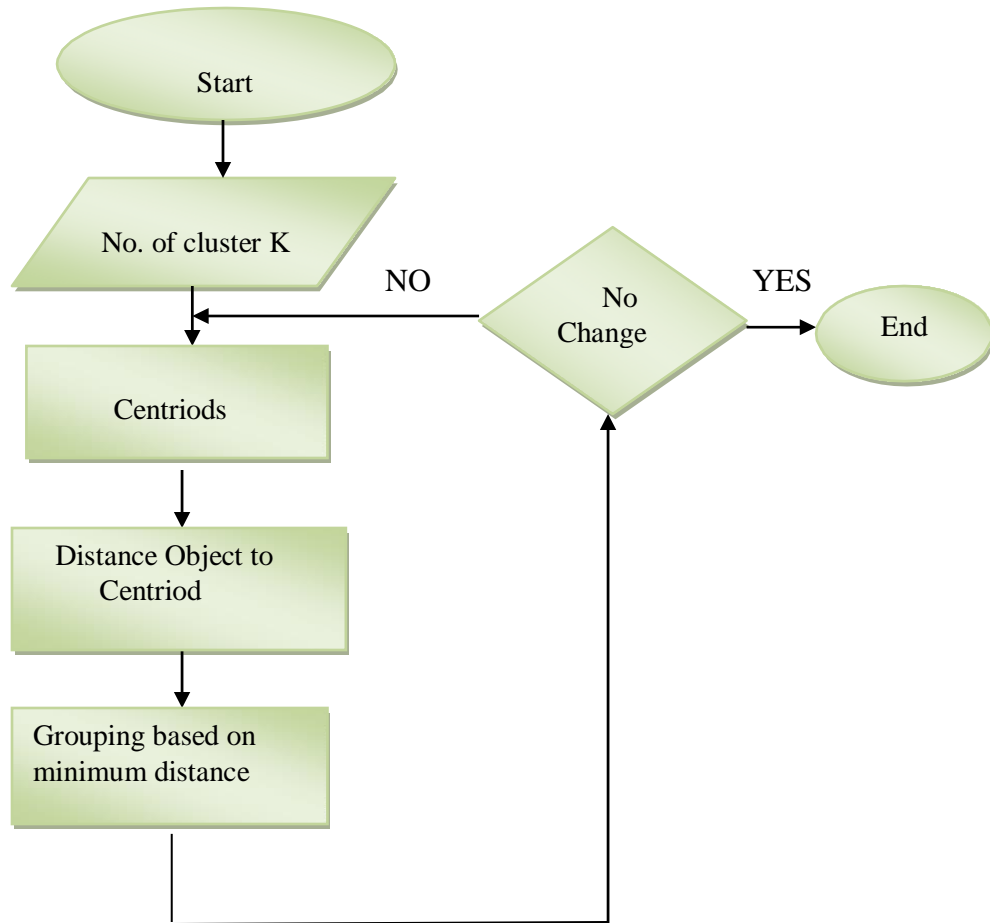 Start
No. of cluster K
NO
No
Change
YES
End
Centriods
Distance Object to
Centriod
Grouping based on
minimum distance